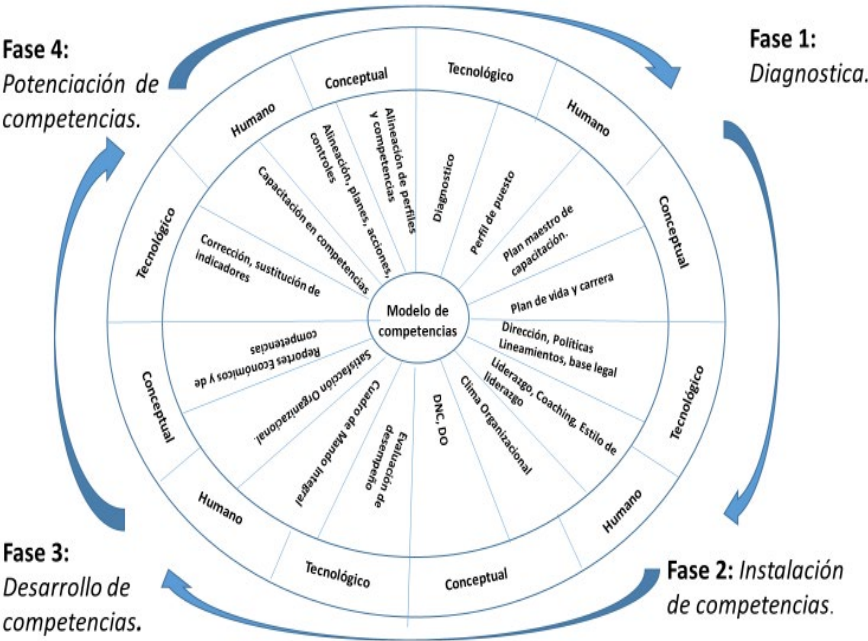 Fase 4:
Potenciación de
competencias.
Fase 1:
Diagnostica.
Fase 2: Instalación
de competencias.
Fase 3:
Desarrollo de
competencias.
Tecnológico
Humano
Conceptual
Tecnológico
Humano
Conceptual
Tecnológico
Humano
Conceptual
Tecnológico
Humano
Conceptual
Diagnostico
Perfil de puesto
Plan maestro de
capacitación.
Plan de vida y carrera
Dirección, Políticas
Lineamientos, base legal
Liderazgo, Coaching, Estilo de
liderazgo
Clima Organizacional
DNC, DO
Evaluación de
desempeño
Cuadro de Mando Integral
Satisfacción Organizacional.
Reportes Económicos y de
competencias
Corrección, sustitución de
indicadores
Capacitación en competencias
Alineación, planes, acciones,
controles
Alineación de perfiles
y competencias
Modelo de
competencias